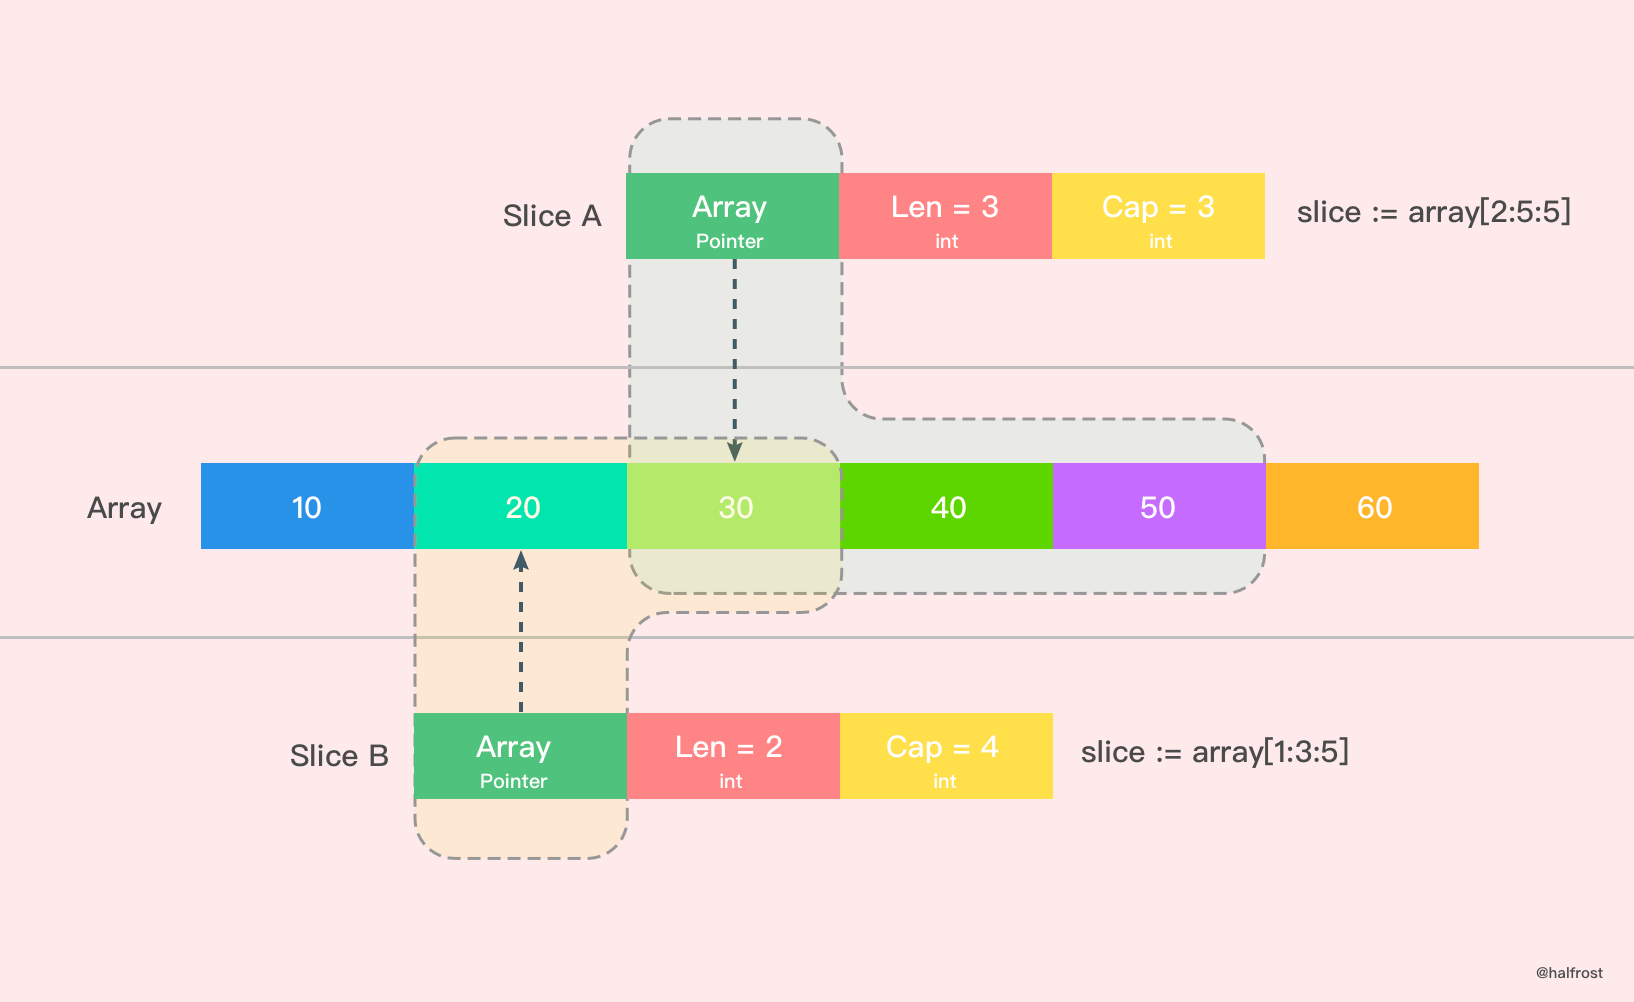 Slice A
Array
Pointer
Len = 3
int
Cap = 3
int
slice := array[2:5:5]
Array
10
20
30
40
50
60
Slice B
Array
Pointer
Len = 2
int
Cap = 4
int
slice := array[1:3:5]
@halfrost